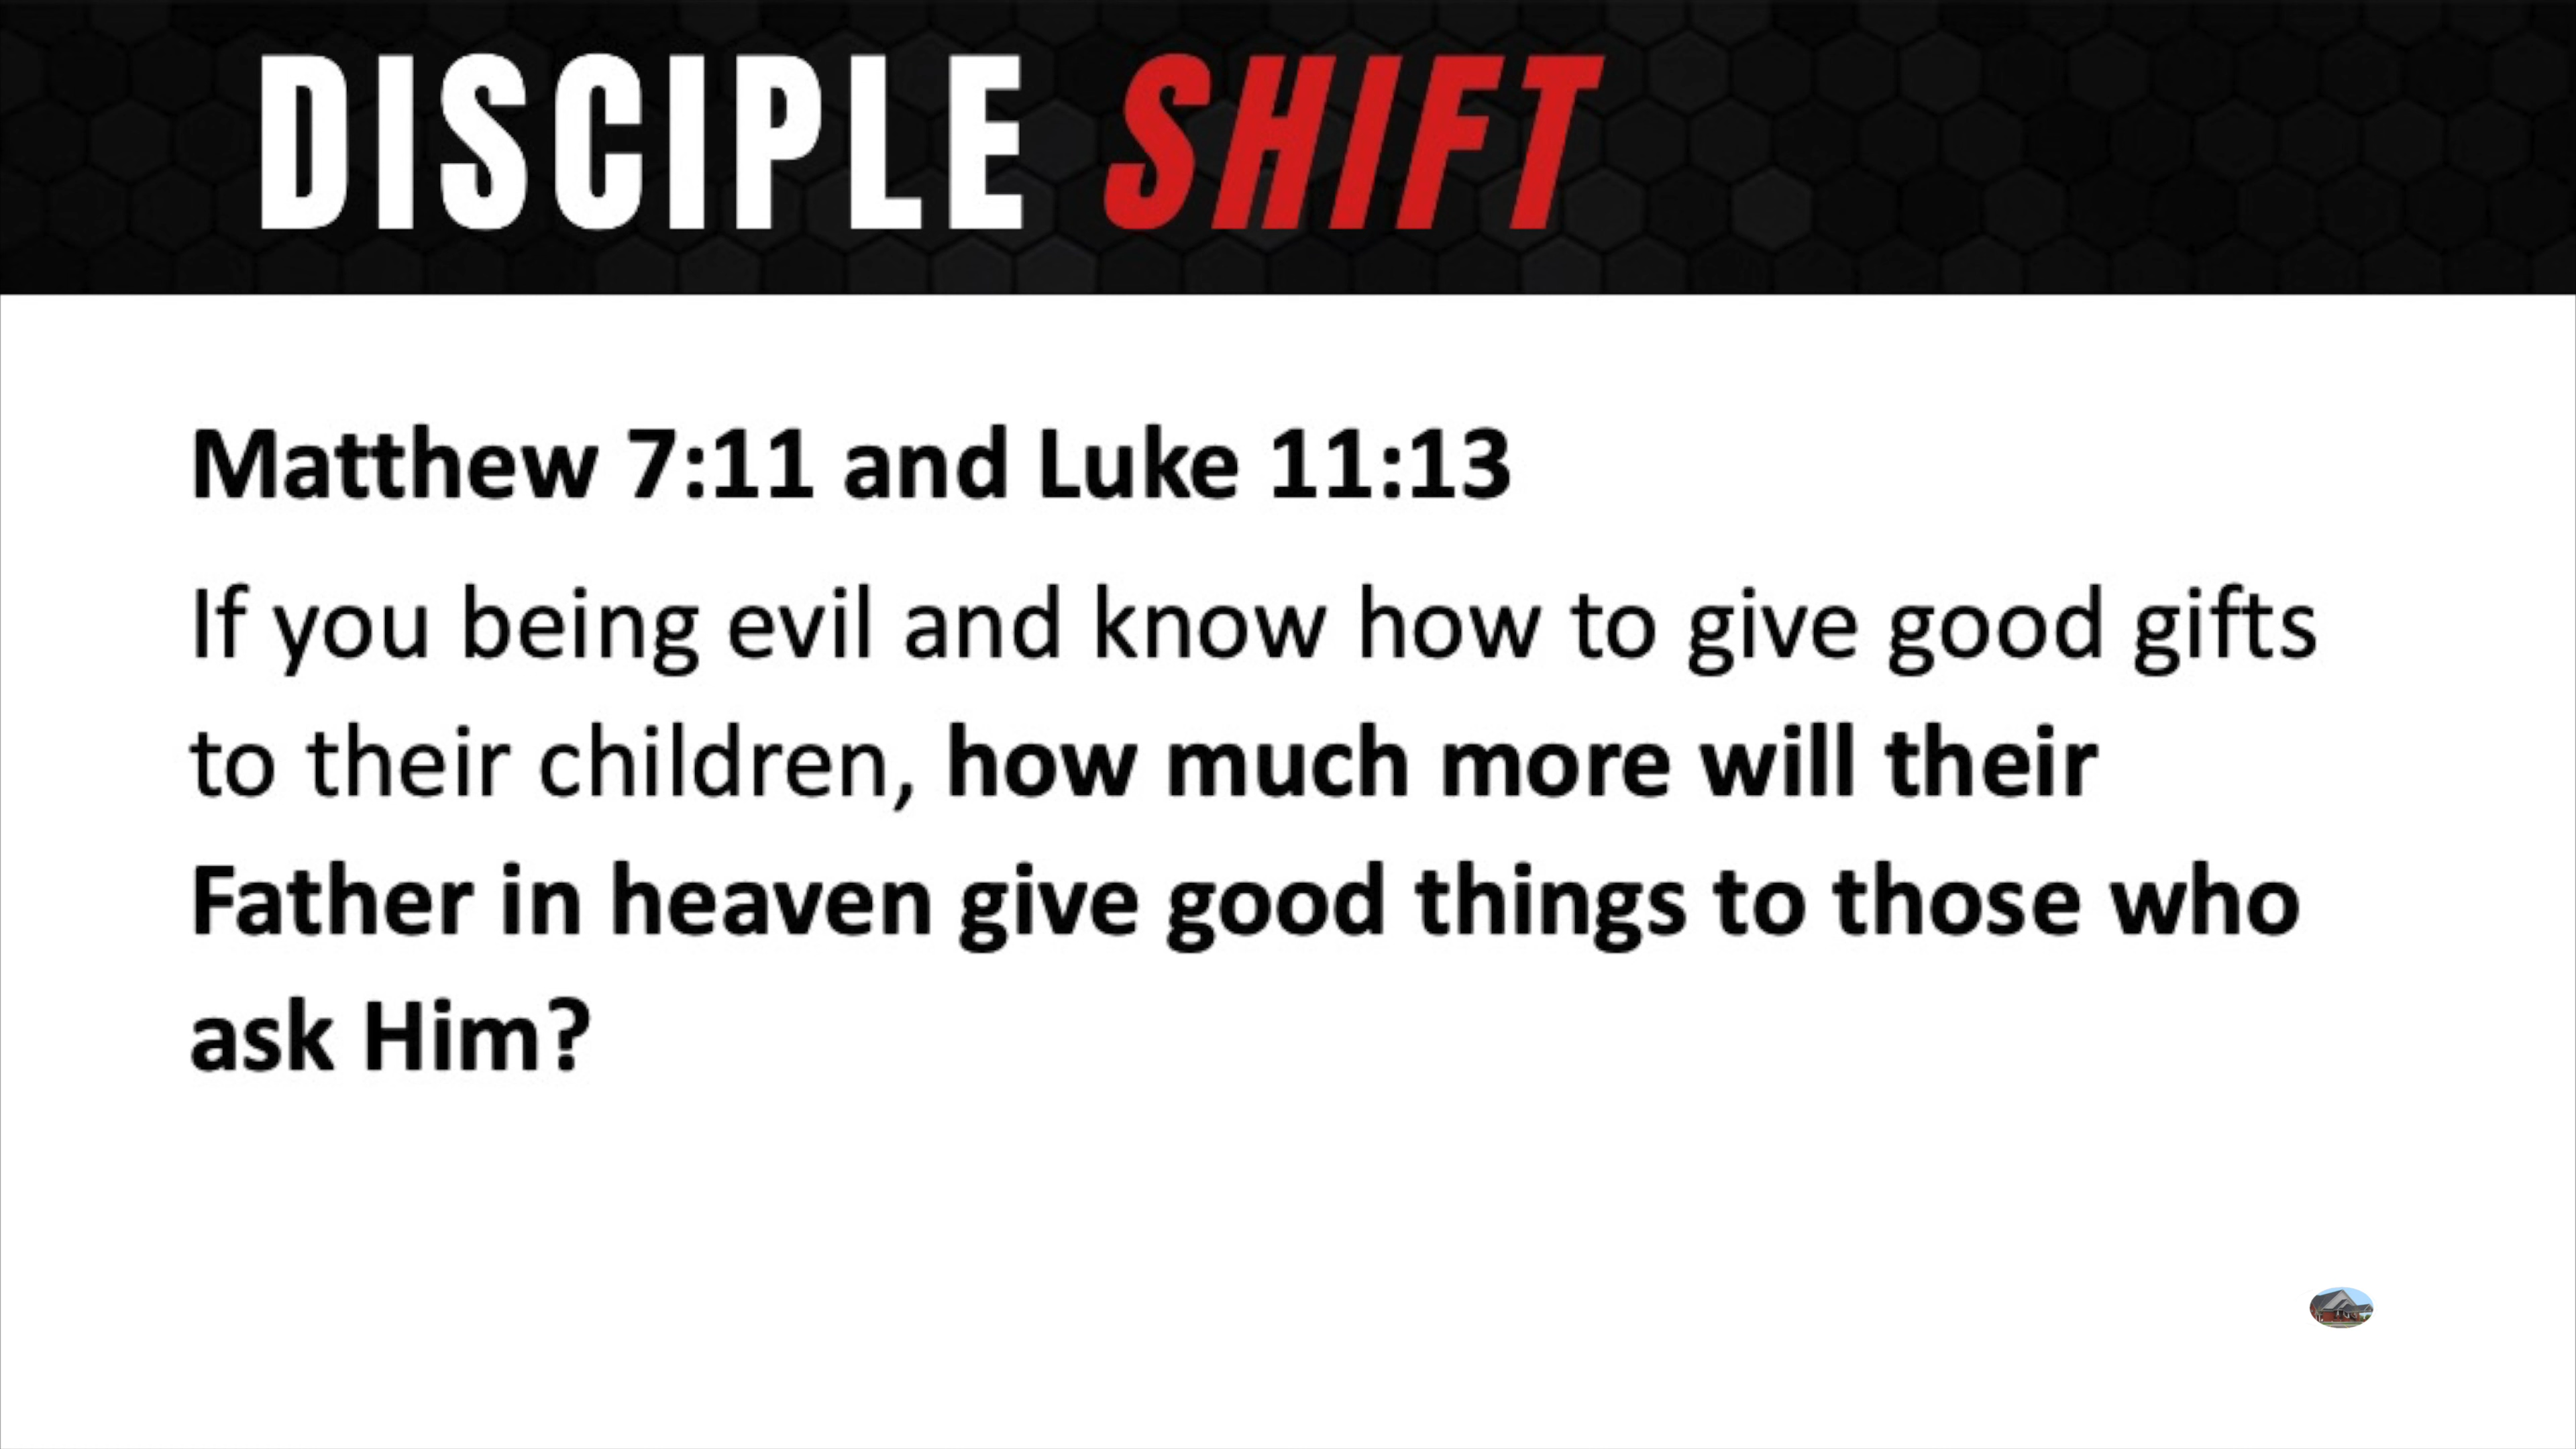 DISCIPLE SHIFT
Matthew 7:11 and Luke 11:13
If you being evil and know how to give good gifts
to their children, how much more will their
Father in heaven give good things to those who
ask Him?